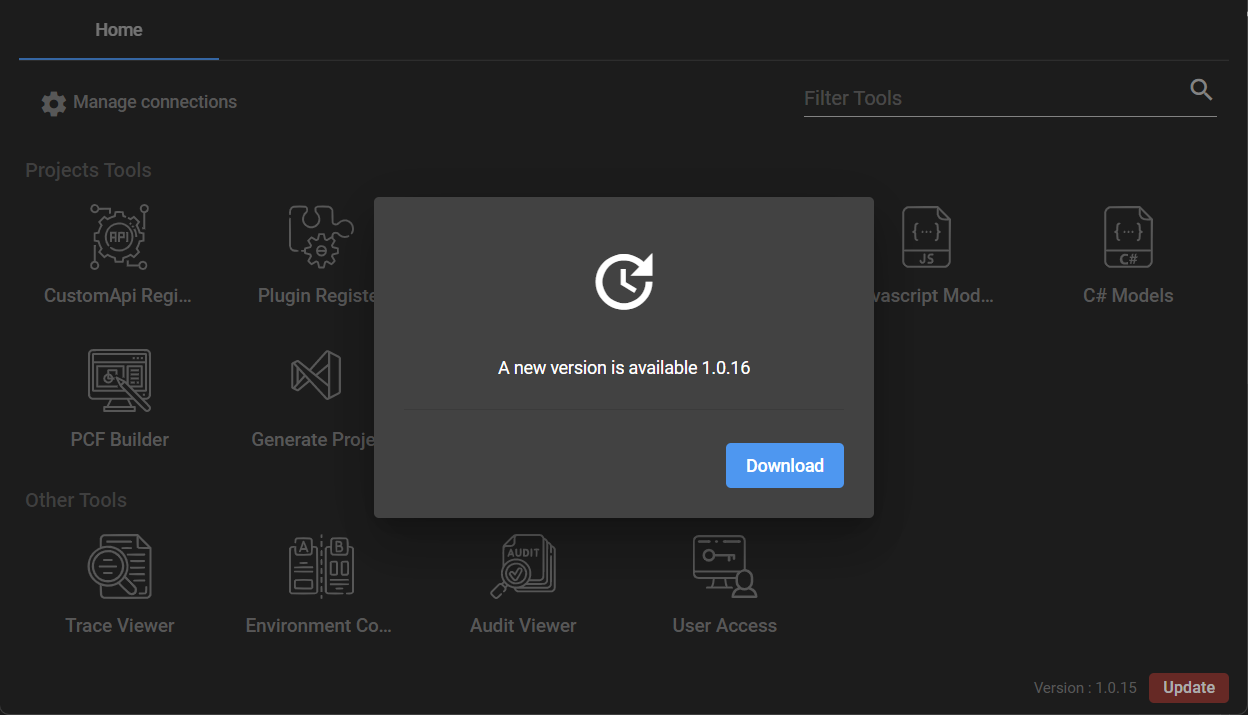 Home
Manage connections
Filter Tools
Projects Tools
API
JS
C#
CustomApi Regi...
Plugin Registe
vascript Mod...
C# Models
A new version is available 1.0.16
PCF Builder
Generate Proje
Download
Other Tools
A B
AUDIT
Trace Viewer
Environment Co...
Audit Viewer
User Access
Version : 1.0.15
Update